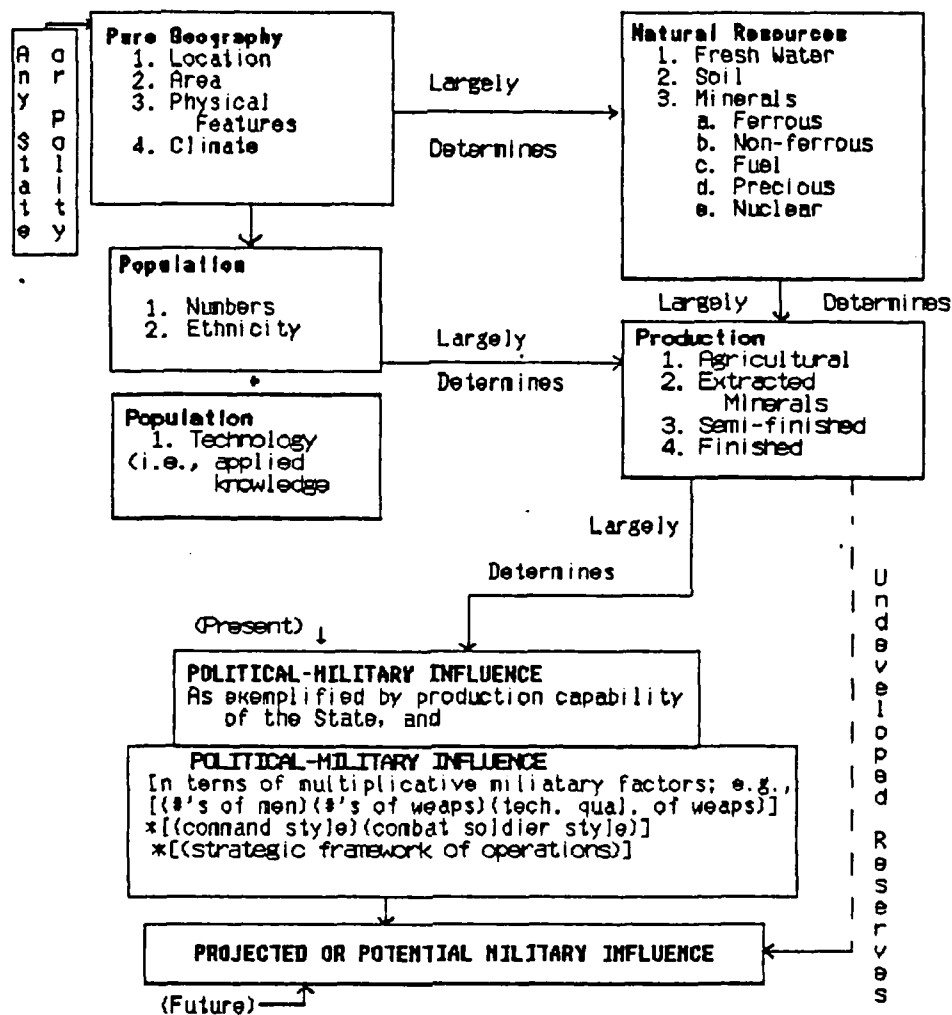 Any State
or Polity
Pure Geography
1. Location
2. Area
3. Physical
Features
4. Climate
Largely
Determines
Natural Resources
1. Fresh Water
2. Soil
3. Minerals
a. Ferrous
b. Non-ferrous
c. Fuel
d. Precious
e. Nuclear
Population
1. Numbers
2. Ethnicity
+
Population
1. Technology
(i.e., applied
knowledge
Largely
Determines
Largely Determines
Production
1. Agricultural
2. Extracted
Minerals
3. Semi-finished
4. Finished
Largely
Determines
Undeveloped Reserves
(Present)
POLITICAL-MILITARY INFLUENCE
As exemplified by production capability
of the State, and
POLITICAL-MILITARY INFLUENCE
[In terms of multiplicative miliatary factors; e.g.,
[(#'s of men)(#'s of weaps)(tech. qual. of weaps)]
*[(command style)(combat soldier style)]
*[(strategic framework of operations)]
PROJECTED OR POTENTIAL MILITARY INFLUENCE
(Future)